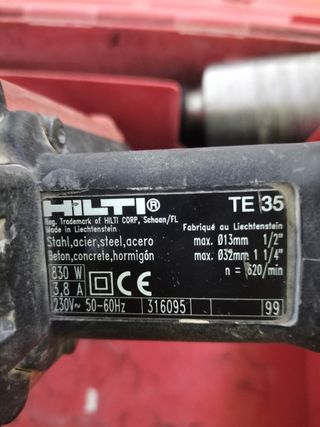 HILTI® TE 35
Reg. Trademark of HILTI CORP., Schaan/FL
Made in Liechtenstein Fabriqué au Liechtenstein
Stahl,acier,steel,acero max. Ø13mm 1/2"
Beton,concrete,hormigón max. Ø32mm 1 1/4"
830 W n = 620/min
3,8 A CE
230V~ 50-60Hz 316095 99